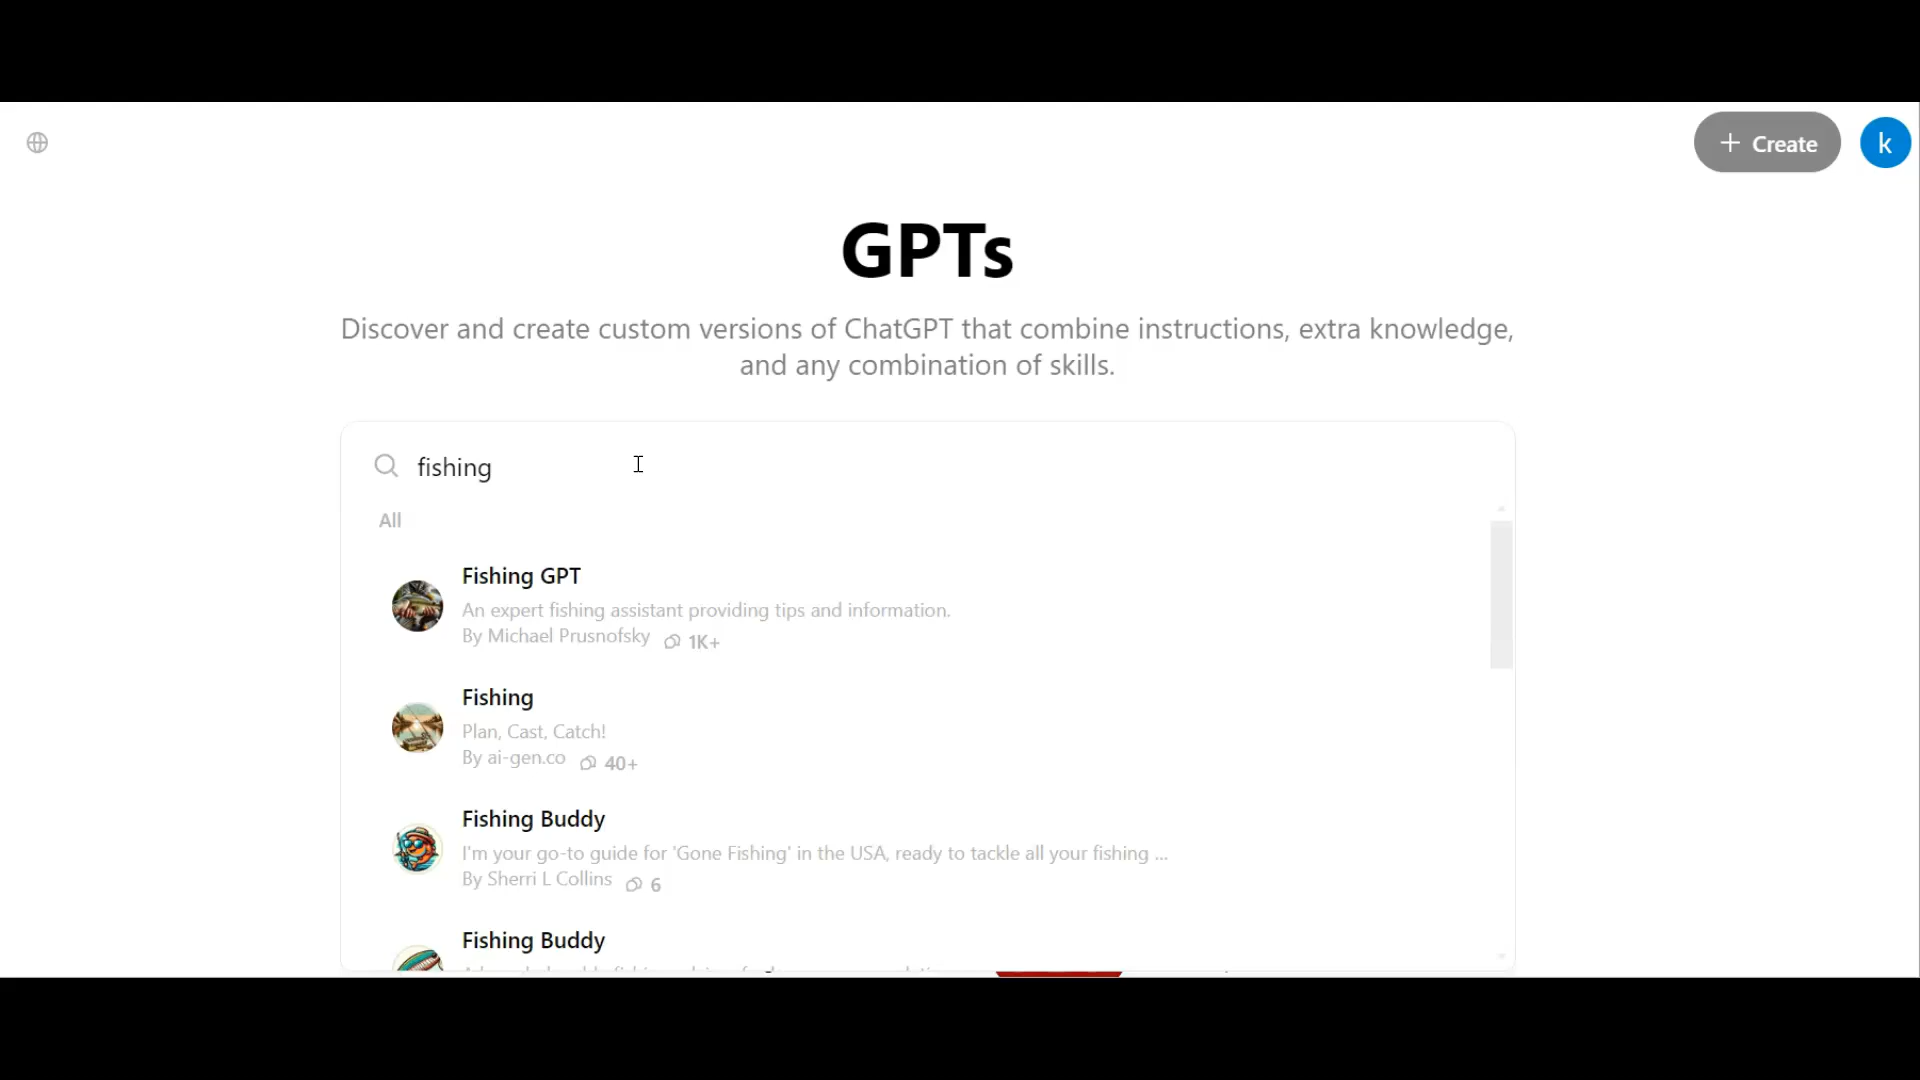 + Create
k
GPTs
Discover and create custom versions of ChatGPT that combine instructions, extra knowledge,
and any combination of skills.
fishing
All
Fishing GPT
An expert fishing assistant providing tips and information.
By Michael Prusnofsky 1K+
Fishing
Plan, Cast, Catch!
By ai-gen.co 40+
Fishing Buddy
I'm your go-to guide for 'Gone Fishing' in the USA, ready to tackle all your fishing ...
By Sherri L Collins 6
Fishing Buddy